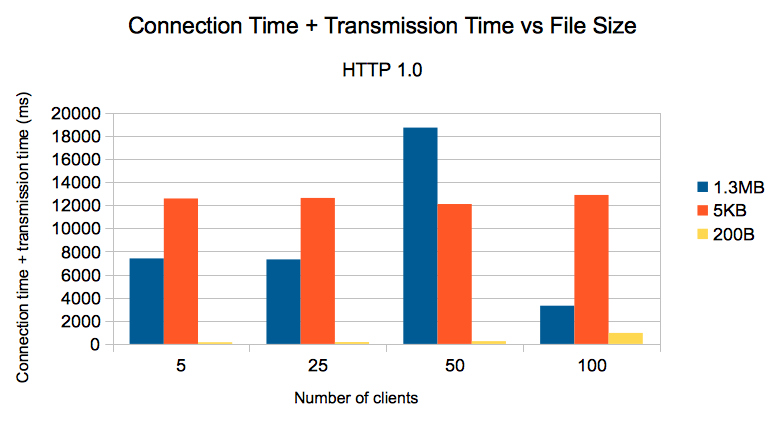 Connection Time + Transmission Time vs File Size
HTTP 1.0
Connection time + transmission time (ms)
20000
18000
16000
14000
12000
10000
8000
6000
4000
2000
0
5 25 50 100
Number of clients
1.3MB
5KB
200B